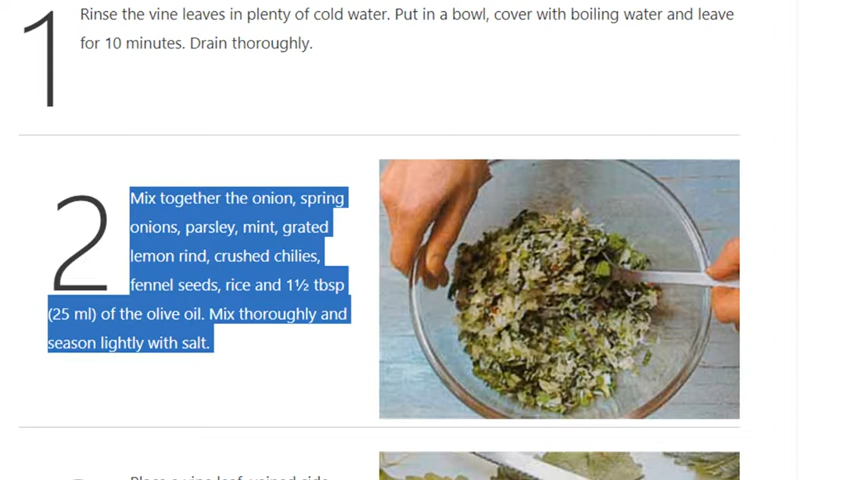 1
Rinse the vine leaves in plenty of cold water. Put in a bowl, cover with boiling water and leave
for 10 minutes. Drain thoroughly.
2
Mix together the onion, spring
onions, parsley, mint, grated
lemon rind, crushed chilies,
fennel seeds, rice and 1½ tbsp
(25 ml) of the olive oil. Mix thoroughly and
season lightly with salt.